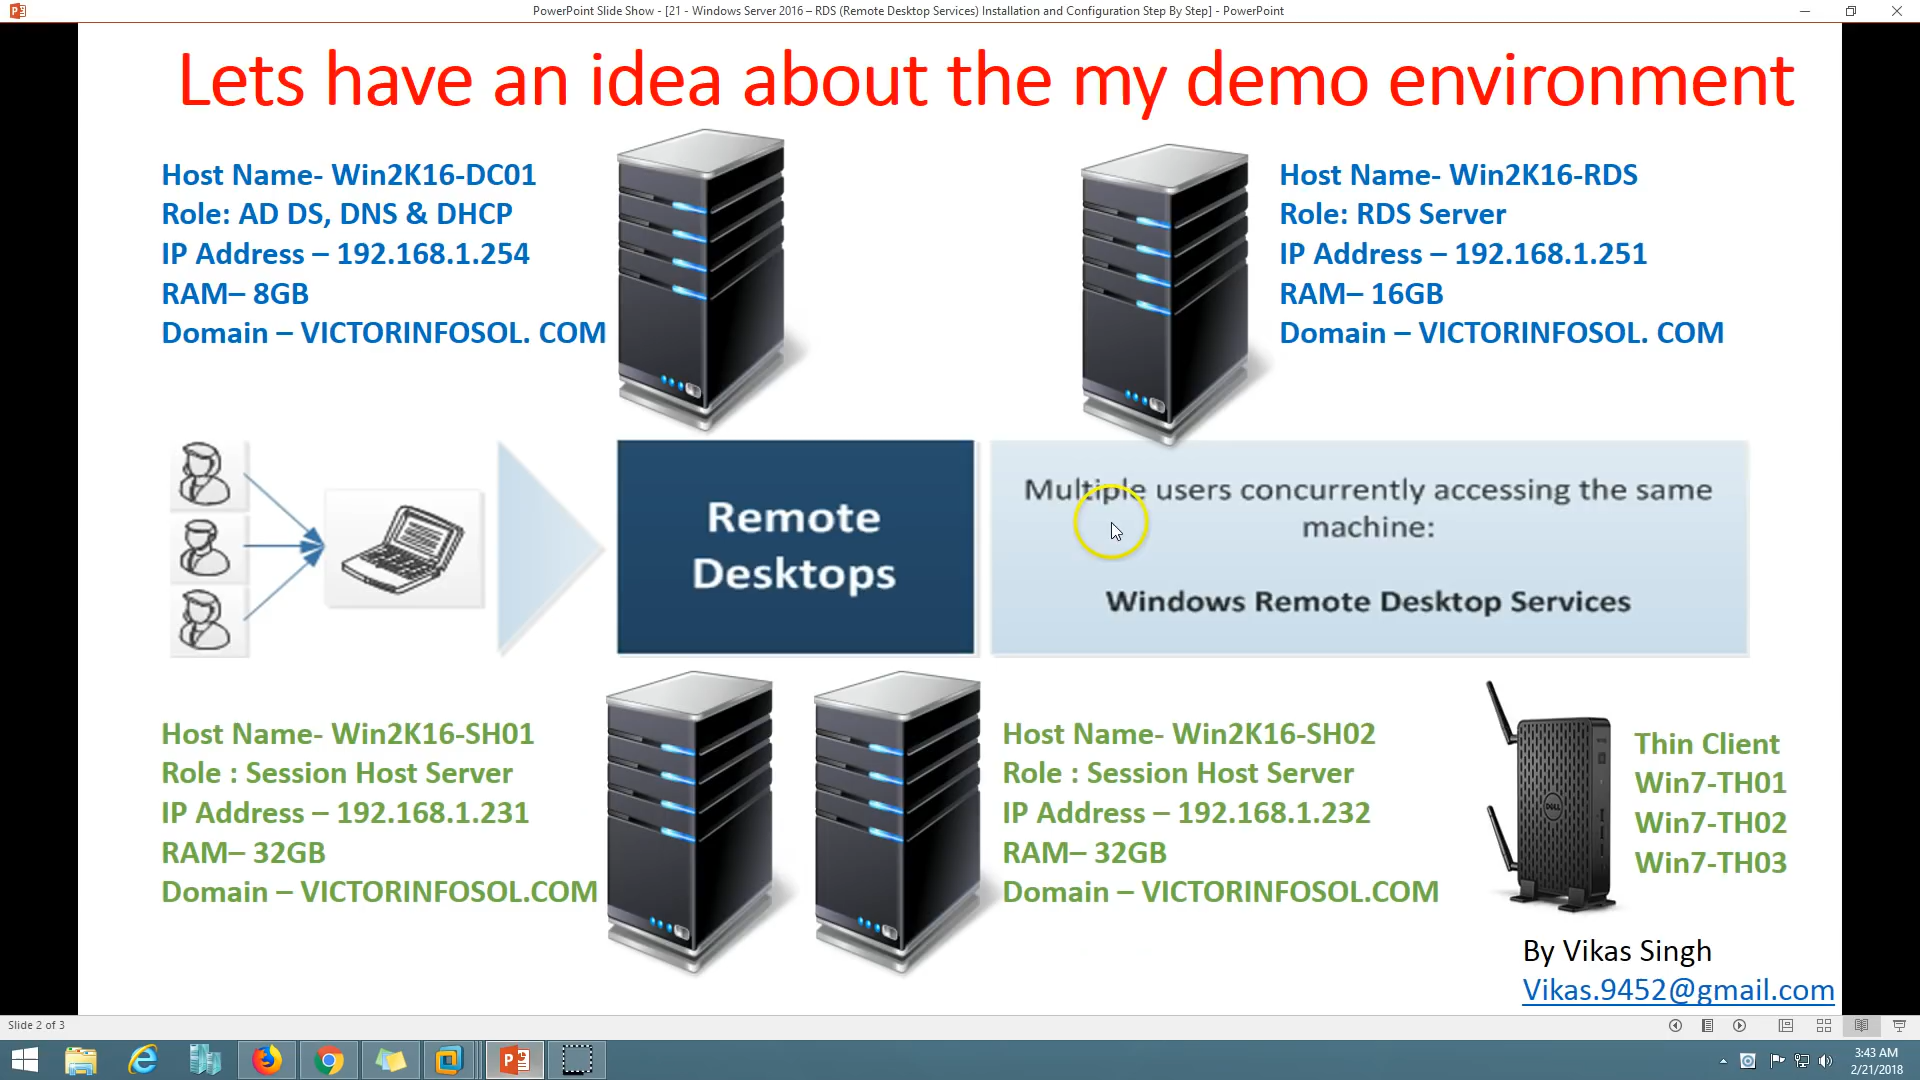 PowerPoint Slide Show - [21 - Windows Server 2016 – RDS (Remote Desktop Services) Installation and Configuration Step By Step] - PowerPoint
Lets have an idea about the my demo environment
Host Name- Win2K16-DC01
Role: AD DS, DNS & DHCP
IP Address – 192.168.1.254
RAM– 8GB
Domain – VICTORINFOSOL. COM
Host Name- Win2K16-RDS
Role: RDS Server
IP Address – 192.168.1.251
RAM– 16GB
Domain – VICTORINFOSOL. COM
Remote
Desktops
Multiple users concurrently accessing the same
machine:
Windows Remote Desktop Services
Host Name- Win2K16-SH01
Role : Session Host Server
IP Address – 192.168.1.231
RAM– 32GB
Domain – VICTORINFOSOL.COM
Host Name- Win2K16-SH02
Role : Session Host Server
IP Address – 192.168.1.232
RAM– 32GB
Domain – VICTORINFOSOL.COM
DELL
Thin Client
Win7-TH01
Win7-TH02
Win7-TH03
By Vikas Singh
Vikas.9452@gmail.com
Slide 2 of 3
3:43 AM
2/21/2018